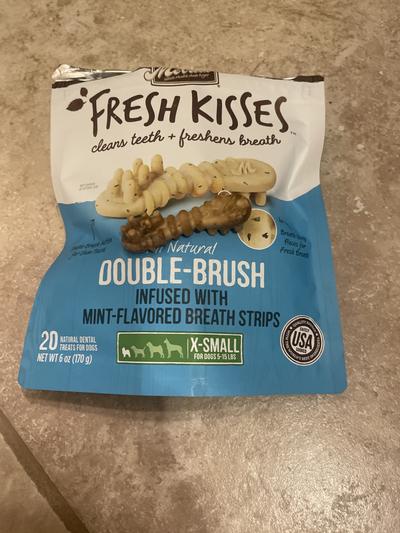 FRESH KISSES
cleans teeth + freshens breath
Natural
DOUBLE-BRUSH
INFUSED WITH
MINT-FLAVORED BREATH STRIPS
20 NATURAL DENTAL
TREATS FOR DOGS
NET WT 6 oz (170 g)
X-SMALL
FOR DOGS 5-15 LBS
USA